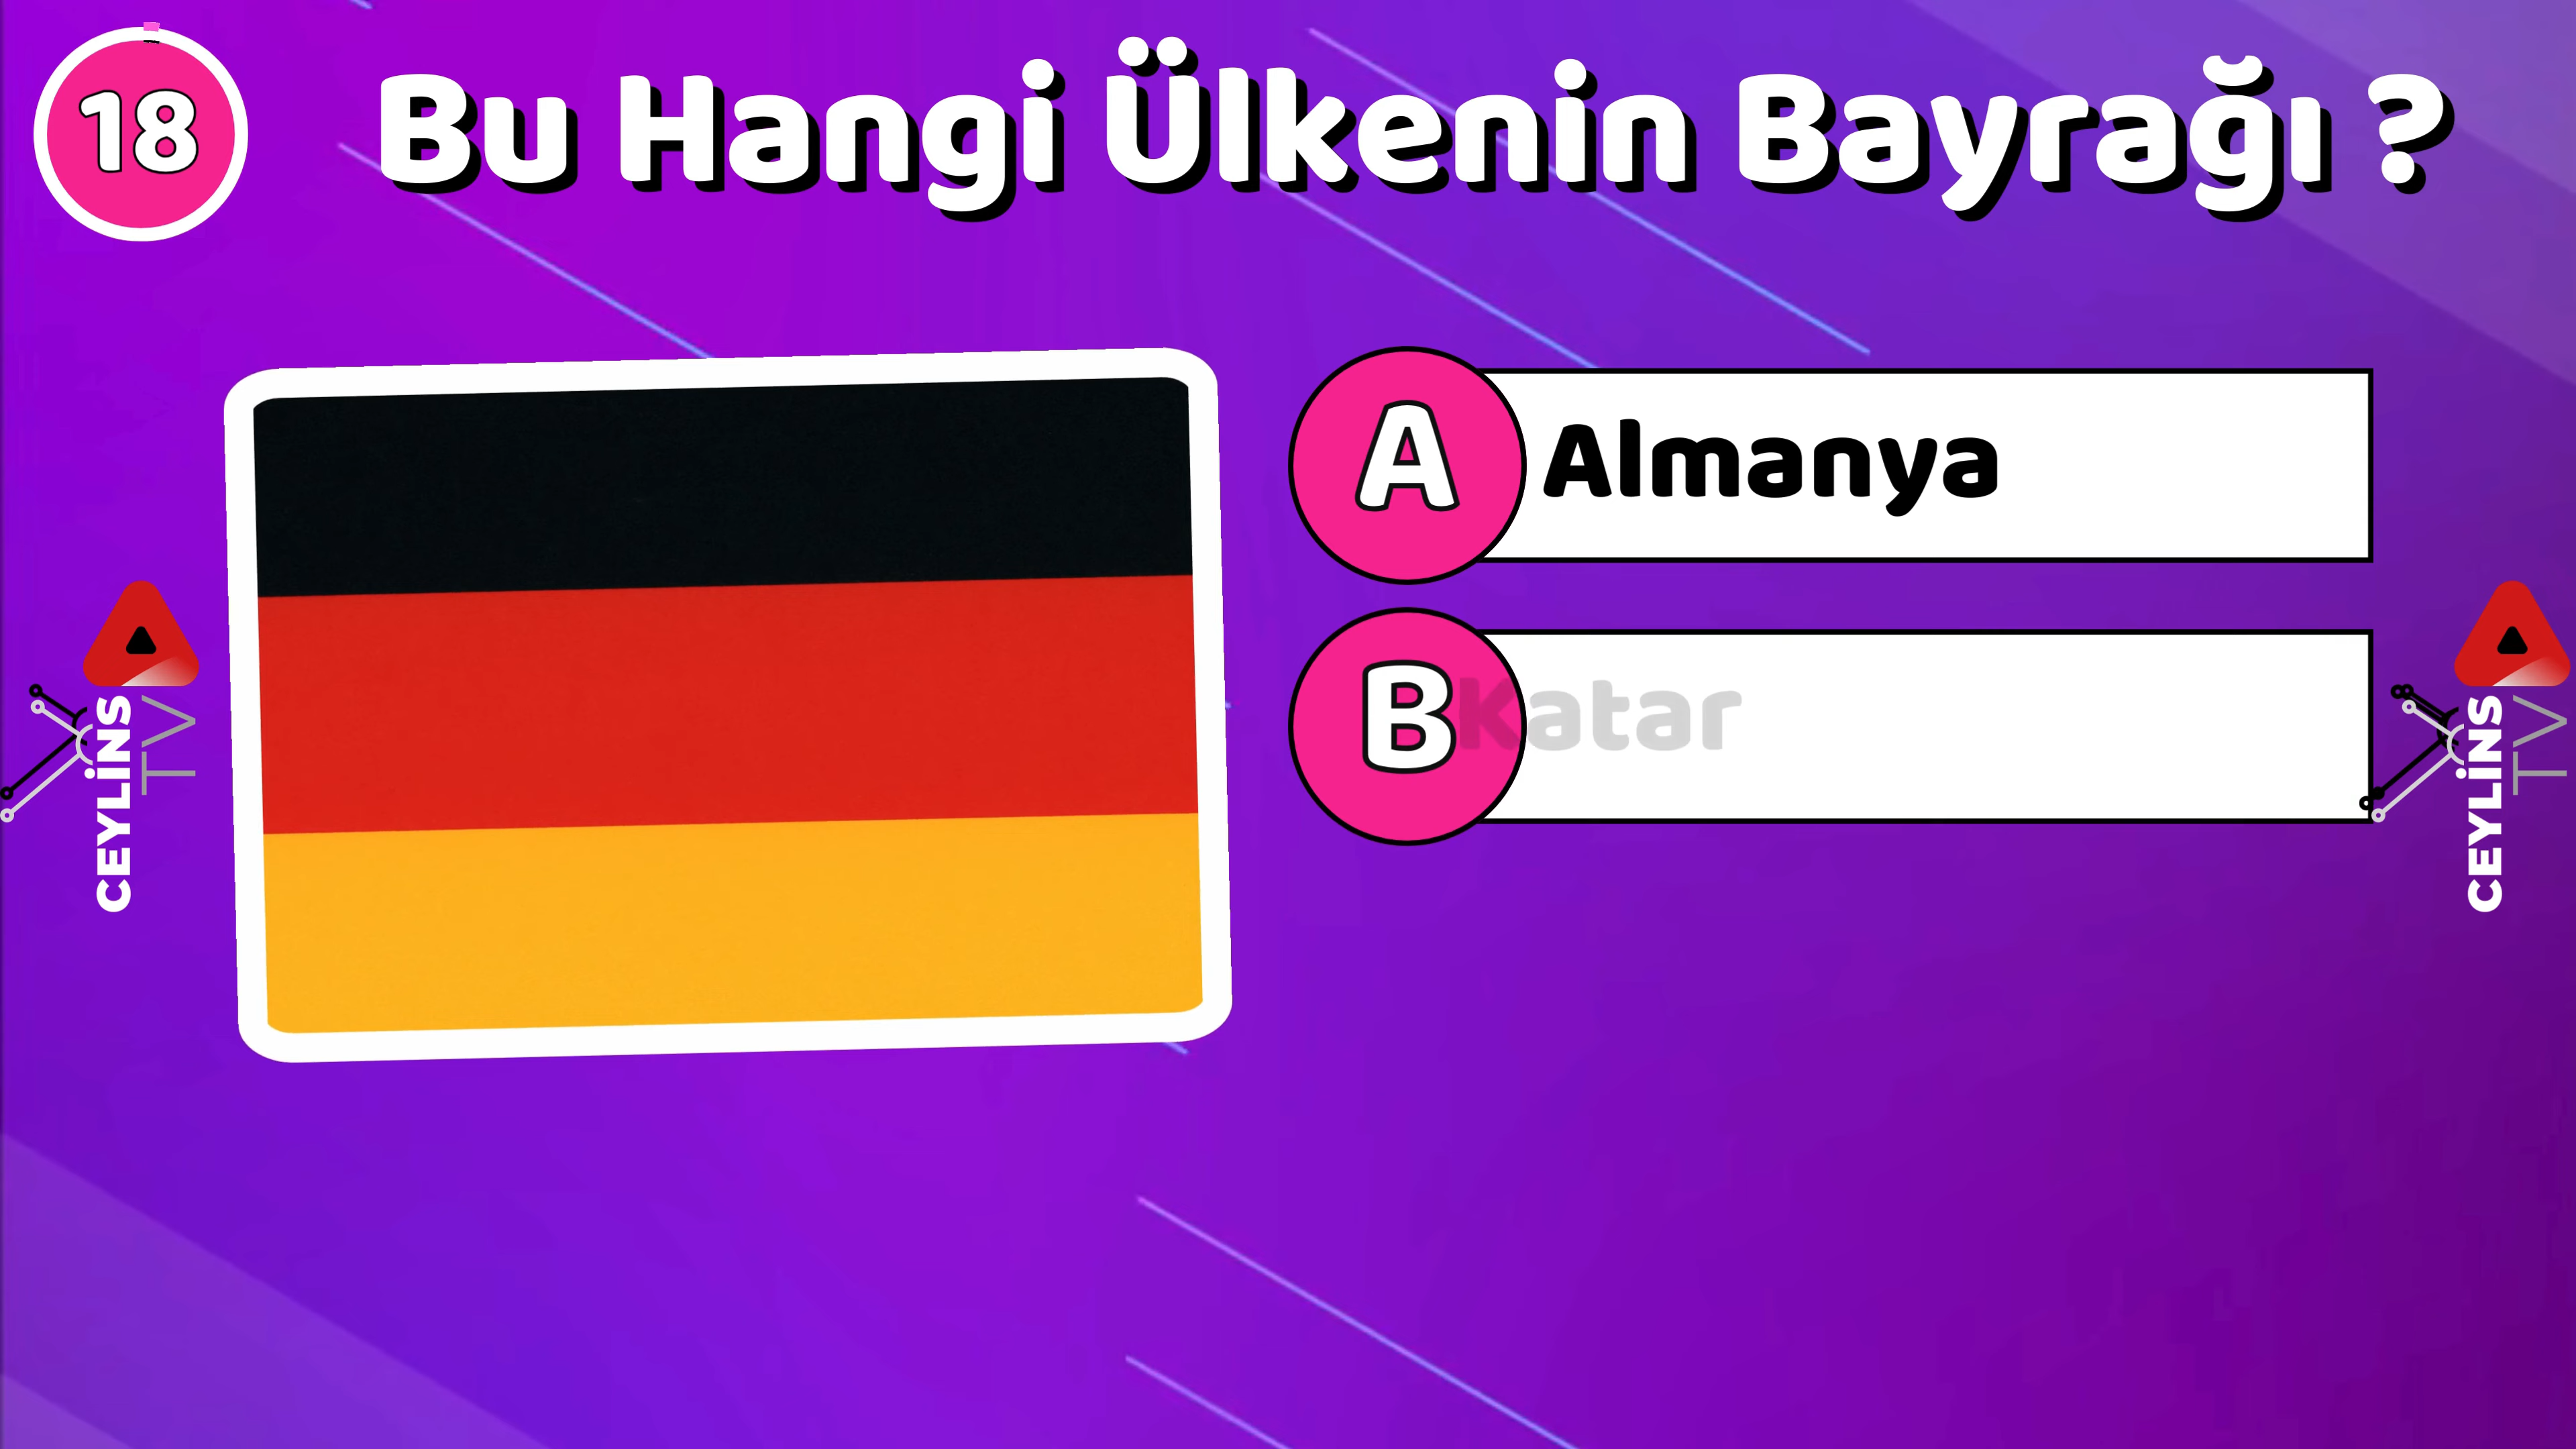 18
Bu Hangi Ülkenin Bayrağı ?
A Almanya
B Katar
CEYLİNS
TV
CEYLİNS
TV